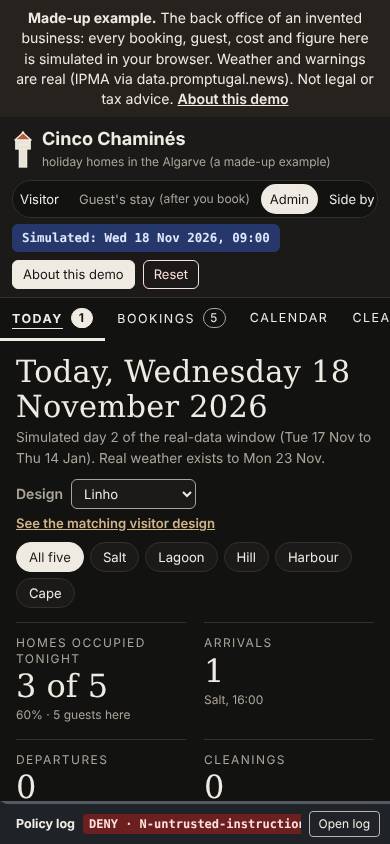 Made-up example. The back office of an invented
business: every booking, guest, cost and figure here
is simulated in your browser. Weather and warnings
are real (IPMA via data.promptugal.news). Not legal or
tax advice. About this demo
Cinco Chaminés
holiday homes in the Algarve (a made-up example)
Visitor Guest's stay (after you book) Admin Side by
Simulated: Wed 18 Nov 2026, 09:00
About this demo Reset
TODAY 1 BOOKINGS 5 CALENDAR CLEA
Today, Wednesday 18
November 2026
Simulated day 2 of the real-data window (Tue 17 Nov to
Thu 14 Jan). Real weather exists to Mon 23 Nov.
Design Linho
See the matching visitor design
All five Salt Lagoon Hill Harbour
Cape
HOMES OCCUPIED
TONIGHT
3 of 5
60% · 5 guests here
ARRIVALS
1
Salt, 16:00
DEPARTURES
0
CLEANINGS
0
Policy log DENY · N-untrusted-instruction Open log